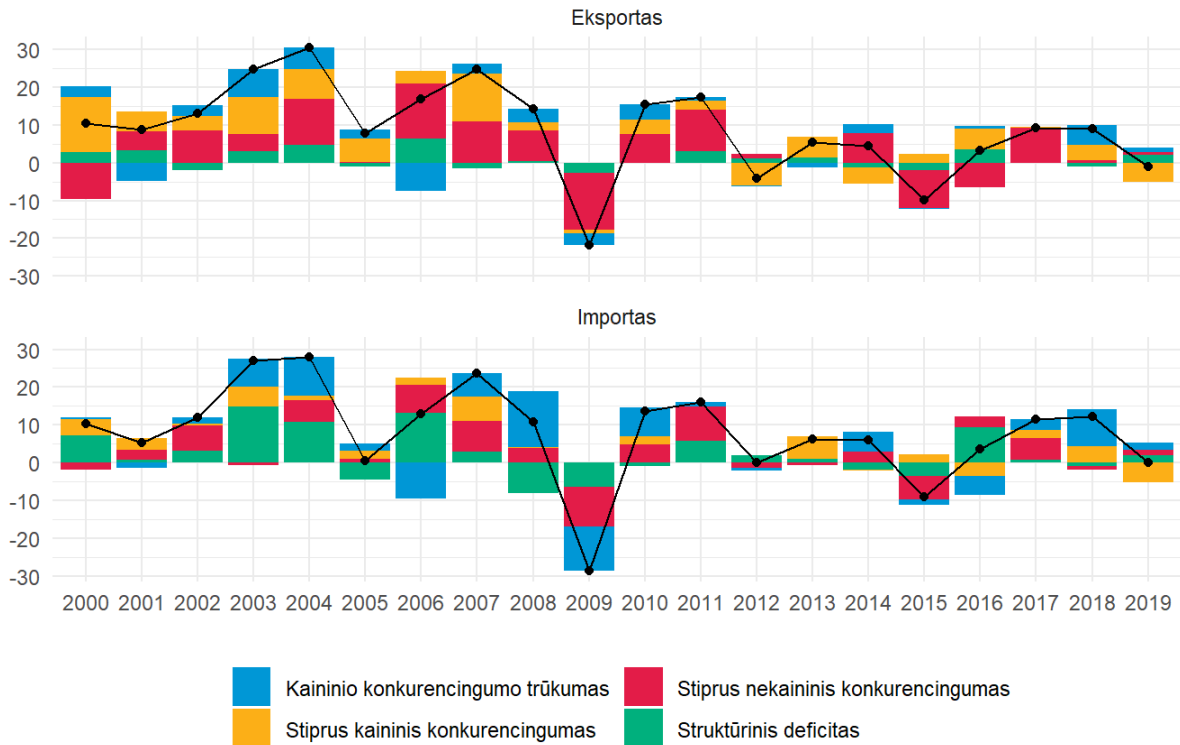 Eksportas
30
20
10
0
-10
-20
-30
Importas
30
20
10
0
-10
-20
-30
2000 2001 2002 2003 2004 2005 2006 2007 2008 2009 2010 2011 2012 2013 2014 2015 2016 2017 2018 2019
Kaininio konkurencingumo trūkumas Stiprus nekaininis konkurencingumas
Stiprus kaininis konkurencingumas Struktūrinis deficitas